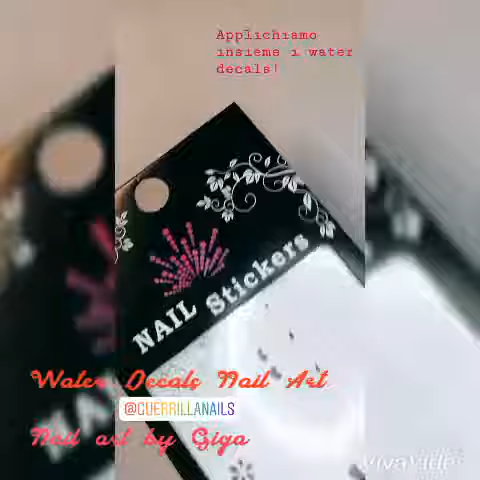 Applichiamo
insieme i water
decals!
NAIL Stickers
Water Decals Nail Art
@GUERRILLANAILS
Nail art by Giga
VivaVideo